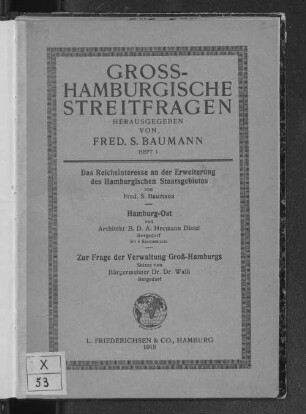 GROSS-
HAMBURGISCHE
STREITFRAGEN
HERAUSGEGEBEN
VON
FRED. S. BAUMANN
HEFT 1
Das Reichsinteresse an der Erweiterung
des Hamburgischen Staatsgebietes
von
Fred. S. Baumann
Hamburg-Ost
von
Architekt B. D. A. Hermann Distel
Bergedorf
Zur Frage der Verwaltung Groß-Hamburgs
Skizze von
Bürgermeister Dr. Dr. Walli
Bergedorf
L. FRIEDERICHSEN & CO., HAMBURG
X
53